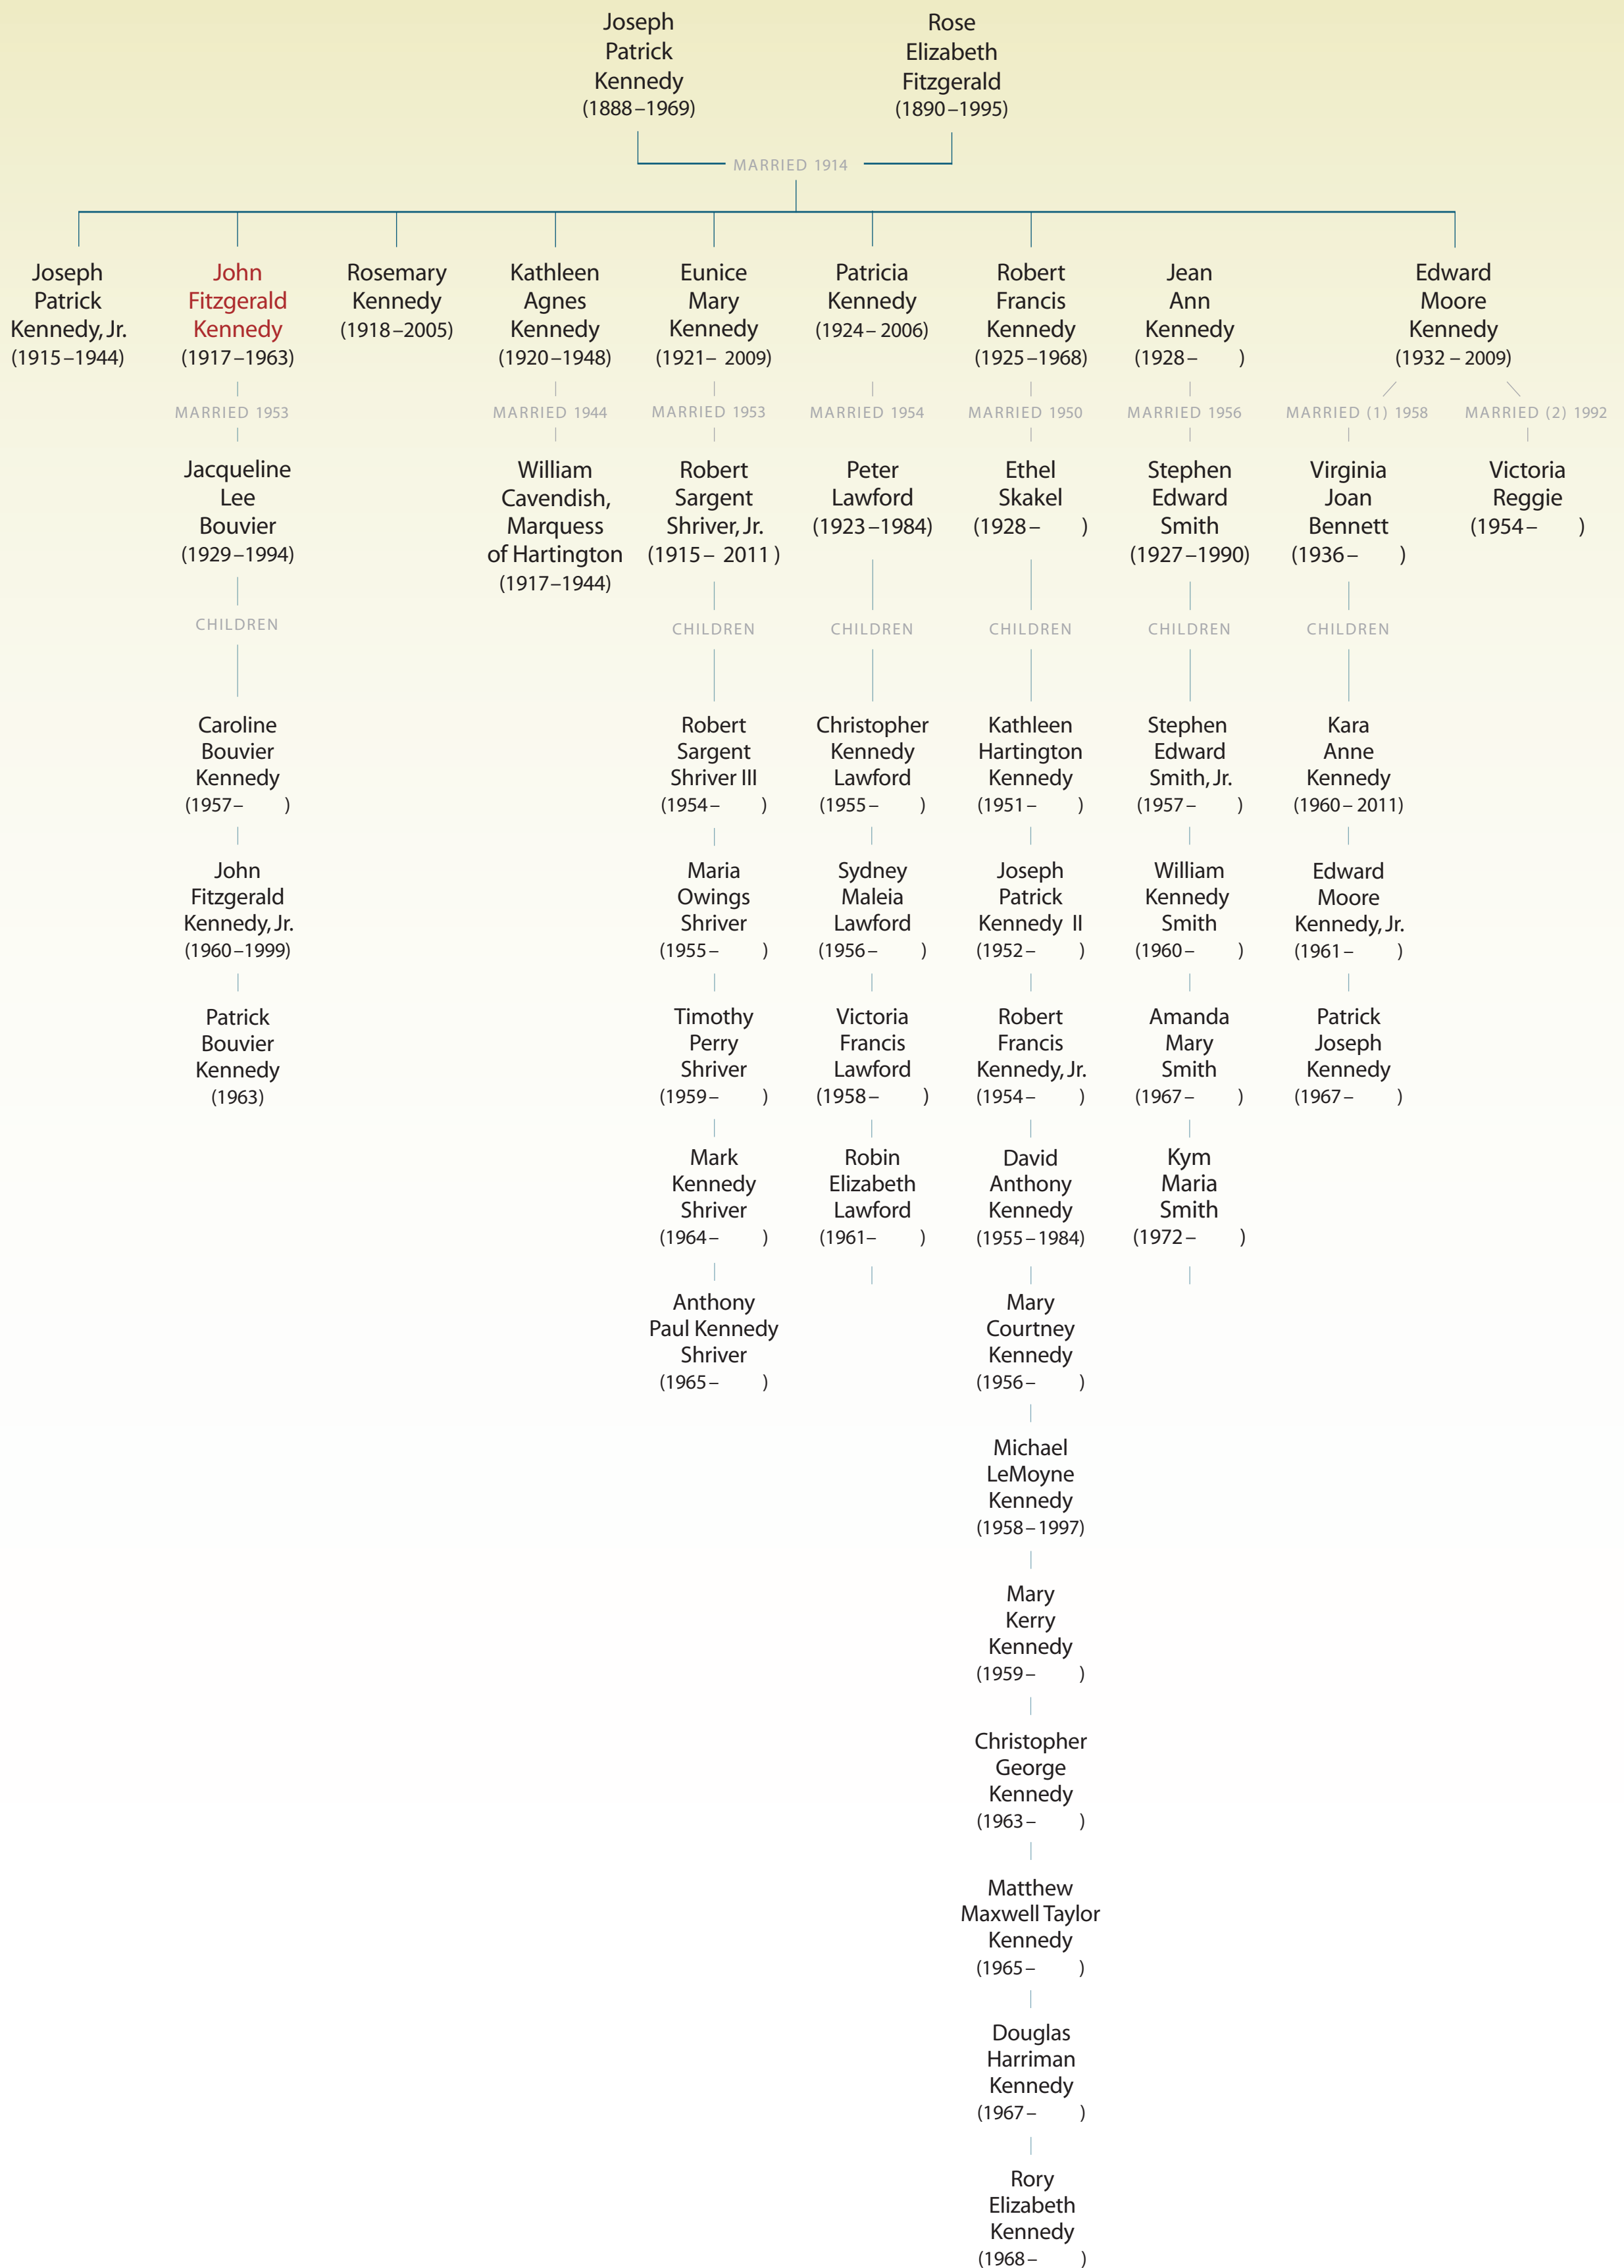 Joseph
Patrick
Kennedy
(1888–1969)
Rose
Elizabeth
Fitzgerald
(1890–1995)
MARRIED 1914
Joseph
Patrick
Kennedy, Jr.
(1915–1944)
John
Fitzgerald
Kennedy
(1917–1963)
MARRIED 1953
Jacqueline
Lee
Bouvier
(1929–1994)
CHILDREN
Caroline
Bouvier
Kennedy
(1957– )
John
Fitzgerald
Kennedy, Jr.
(1960–1999)
Patrick
Bouvier
Kennedy
(1963)
Rosemary
Kennedy
(1918–2005)
Kathleen
Agnes
Kennedy
(1920–1948)
MARRIED 1944
William
Cavendish,
Marquess
of Hartington
(1917–1944)
Eunice
Mary
Kennedy
(1921– 2009)
MARRIED 1953
Robert
Sargent
Shriver, Jr.
(1915– 2011 )
CHILDREN
Robert
Sargent
Shriver III
(1954– )
Maria
Owings
Shriver
(1955– )
Timothy
Perry
Shriver
(1959– )
Mark
Kennedy
Shriver
(1964– )
Anthony
Paul Kennedy
Shriver
(1965– )
Patricia
Kennedy
(1924– 2006)
MARRIED 1954
Peter
Lawford
(1923–1984)
CHILDREN
Christopher
Kennedy
Lawford
(1955– )
Sydney
Maleia
Lawford
(1956– )
Victoria
Francis
Lawford
(1958– )
Robin
Elizabeth
Lawford
(1961– )
Robert
Francis
Kennedy
(1925–1968)
MARRIED 1950
Ethel
Skakel
(1928– )
CHILDREN
Kathleen
Hartington
Kennedy
(1951– )
Joseph
Patrick
Kennedy II
(1952– )
Robert
Francis
Kennedy, Jr.
(1954– )
David
Anthony
Kennedy
(1955–1984)
Mary
Courtney
Kennedy
(1956– )
Michael
LeMoyne
Kennedy
(1958–1997)
Mary
Kerry
Kennedy
(1959– )
Christopher
George
Kennedy
(1963– )
Matthew
Maxwell Taylor
Kennedy
(1965– )
Douglas
Harriman
Kennedy
(1967– )
Rory
Elizabeth
Kennedy
(1968– )
Jean
Ann
Kennedy
(1928– )
MARRIED 1956
Stephen
Edward
Smith
(1927–1990)
CHILDREN
Stephen
Edward
Smith, Jr.
(1957– )
William
Kennedy
Smith
(1960– )
Amanda
Mary
Smith
(1967– )
Kym
Maria
Smith
(1972– )
Edward
Moore
Kennedy
(1932 – 2009)
MARRIED (1) 1958
Virginia
Joan
Bennett
(1936– )
CHILDREN
Kara
Anne
Kennedy
(1960– 2011)
Edward
Moore
Kennedy, Jr.
(1961– )
Patrick
Joseph
Kennedy
(1967– )
MARRIED (2) 1992
Victoria
Reggie
(1954– )